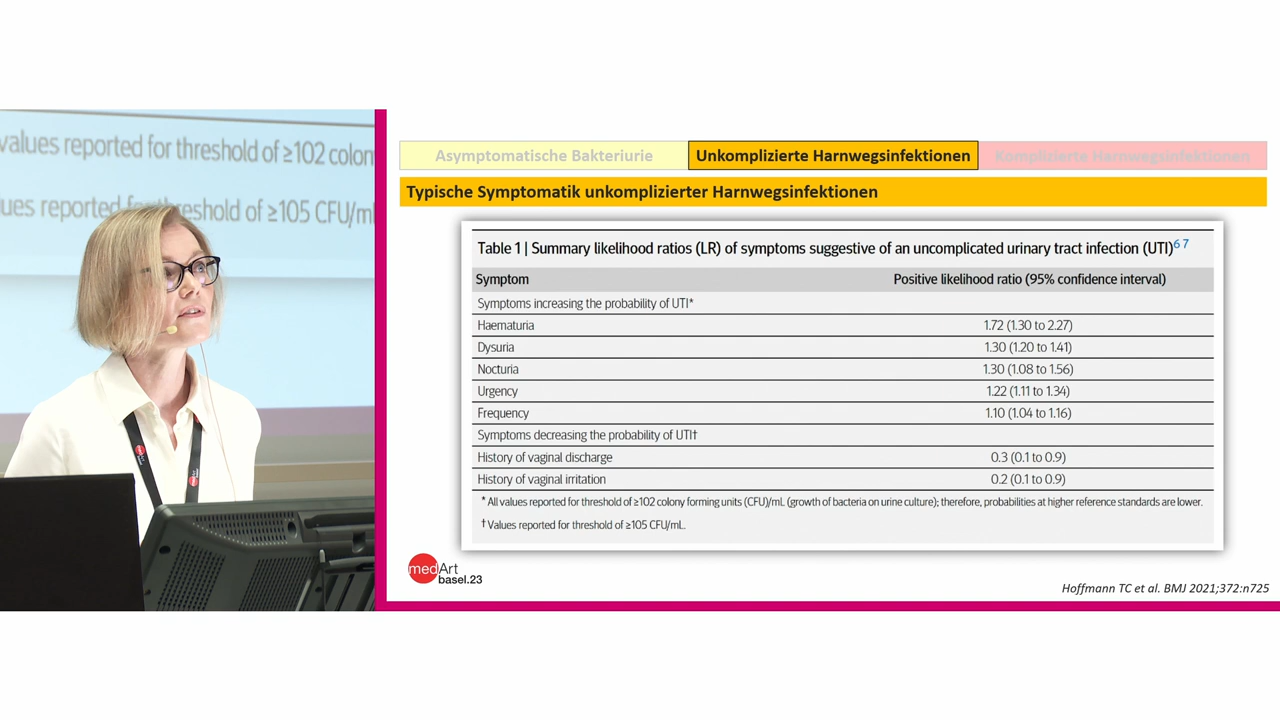 values reported for threshold of ≥102 colon
ues reported for threshold of ≥105 CFU/ml
Asymptomatische Bakteriurie
Unkomplizierte Harnwegsinfektionen
Komplizierte Harnwegsinfektionen
Typische Symptomatik unkomplizierter Harnwegsinfektionen
Table 1 | Summary likelihood ratios (LR) of symptoms suggestive of an uncomplicated urinary tract infection (UTI)6 7
Symptom Positive likelihood ratio (95% confidence interval)
Symptoms increasing the probability of UTI*
Haematuria 1.72 (1.30 to 2.27)
Dysuria 1.30 (1.20 to 1.41)
Nocturia 1.30 (1.08 to 1.56)
Urgency 1.22 (1.11 to 1.34)
Frequency 1.10 (1.04 to 1.16)
Symptoms decreasing the probability of UTI†
History of vaginal discharge 0.3 (0.1 to 0.9)
History of vaginal irritation 0.2 (0.1 to 0.9)
* All values reported for threshold of ≥102 colony forming units (CFU)/mL (growth of bacteria on urine culture); therefore, probabilities at higher reference standards are lower.
† Values reported for threshold of ≥105 CFU/mL.
medArt
basel.23
Hoffmann TC et al. BMJ 2021;372:n725